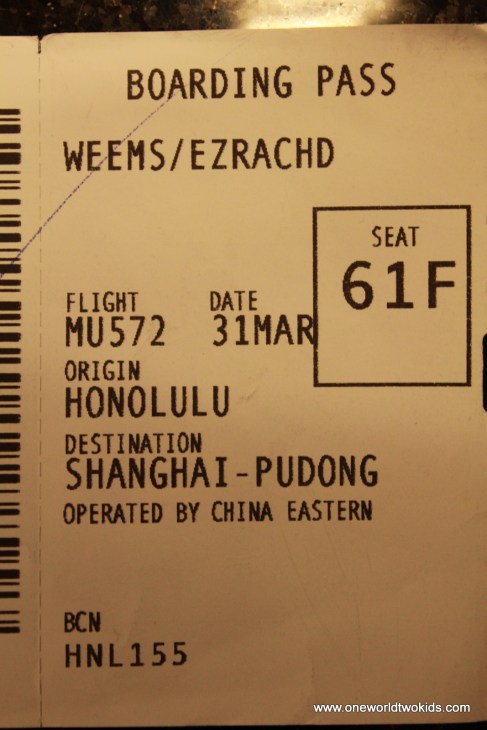 BOARDING PASS
WEEMS/EZRACHD
SEAT
61F
FLIGHT DATE
MU572 31MAR
ORIGIN
HONOLULU
DESTINATION
SHANGHAI-PUDONG
OPERATED BY CHINA EASTERN
BCN
HNL155
www.oneworldtwokids.com